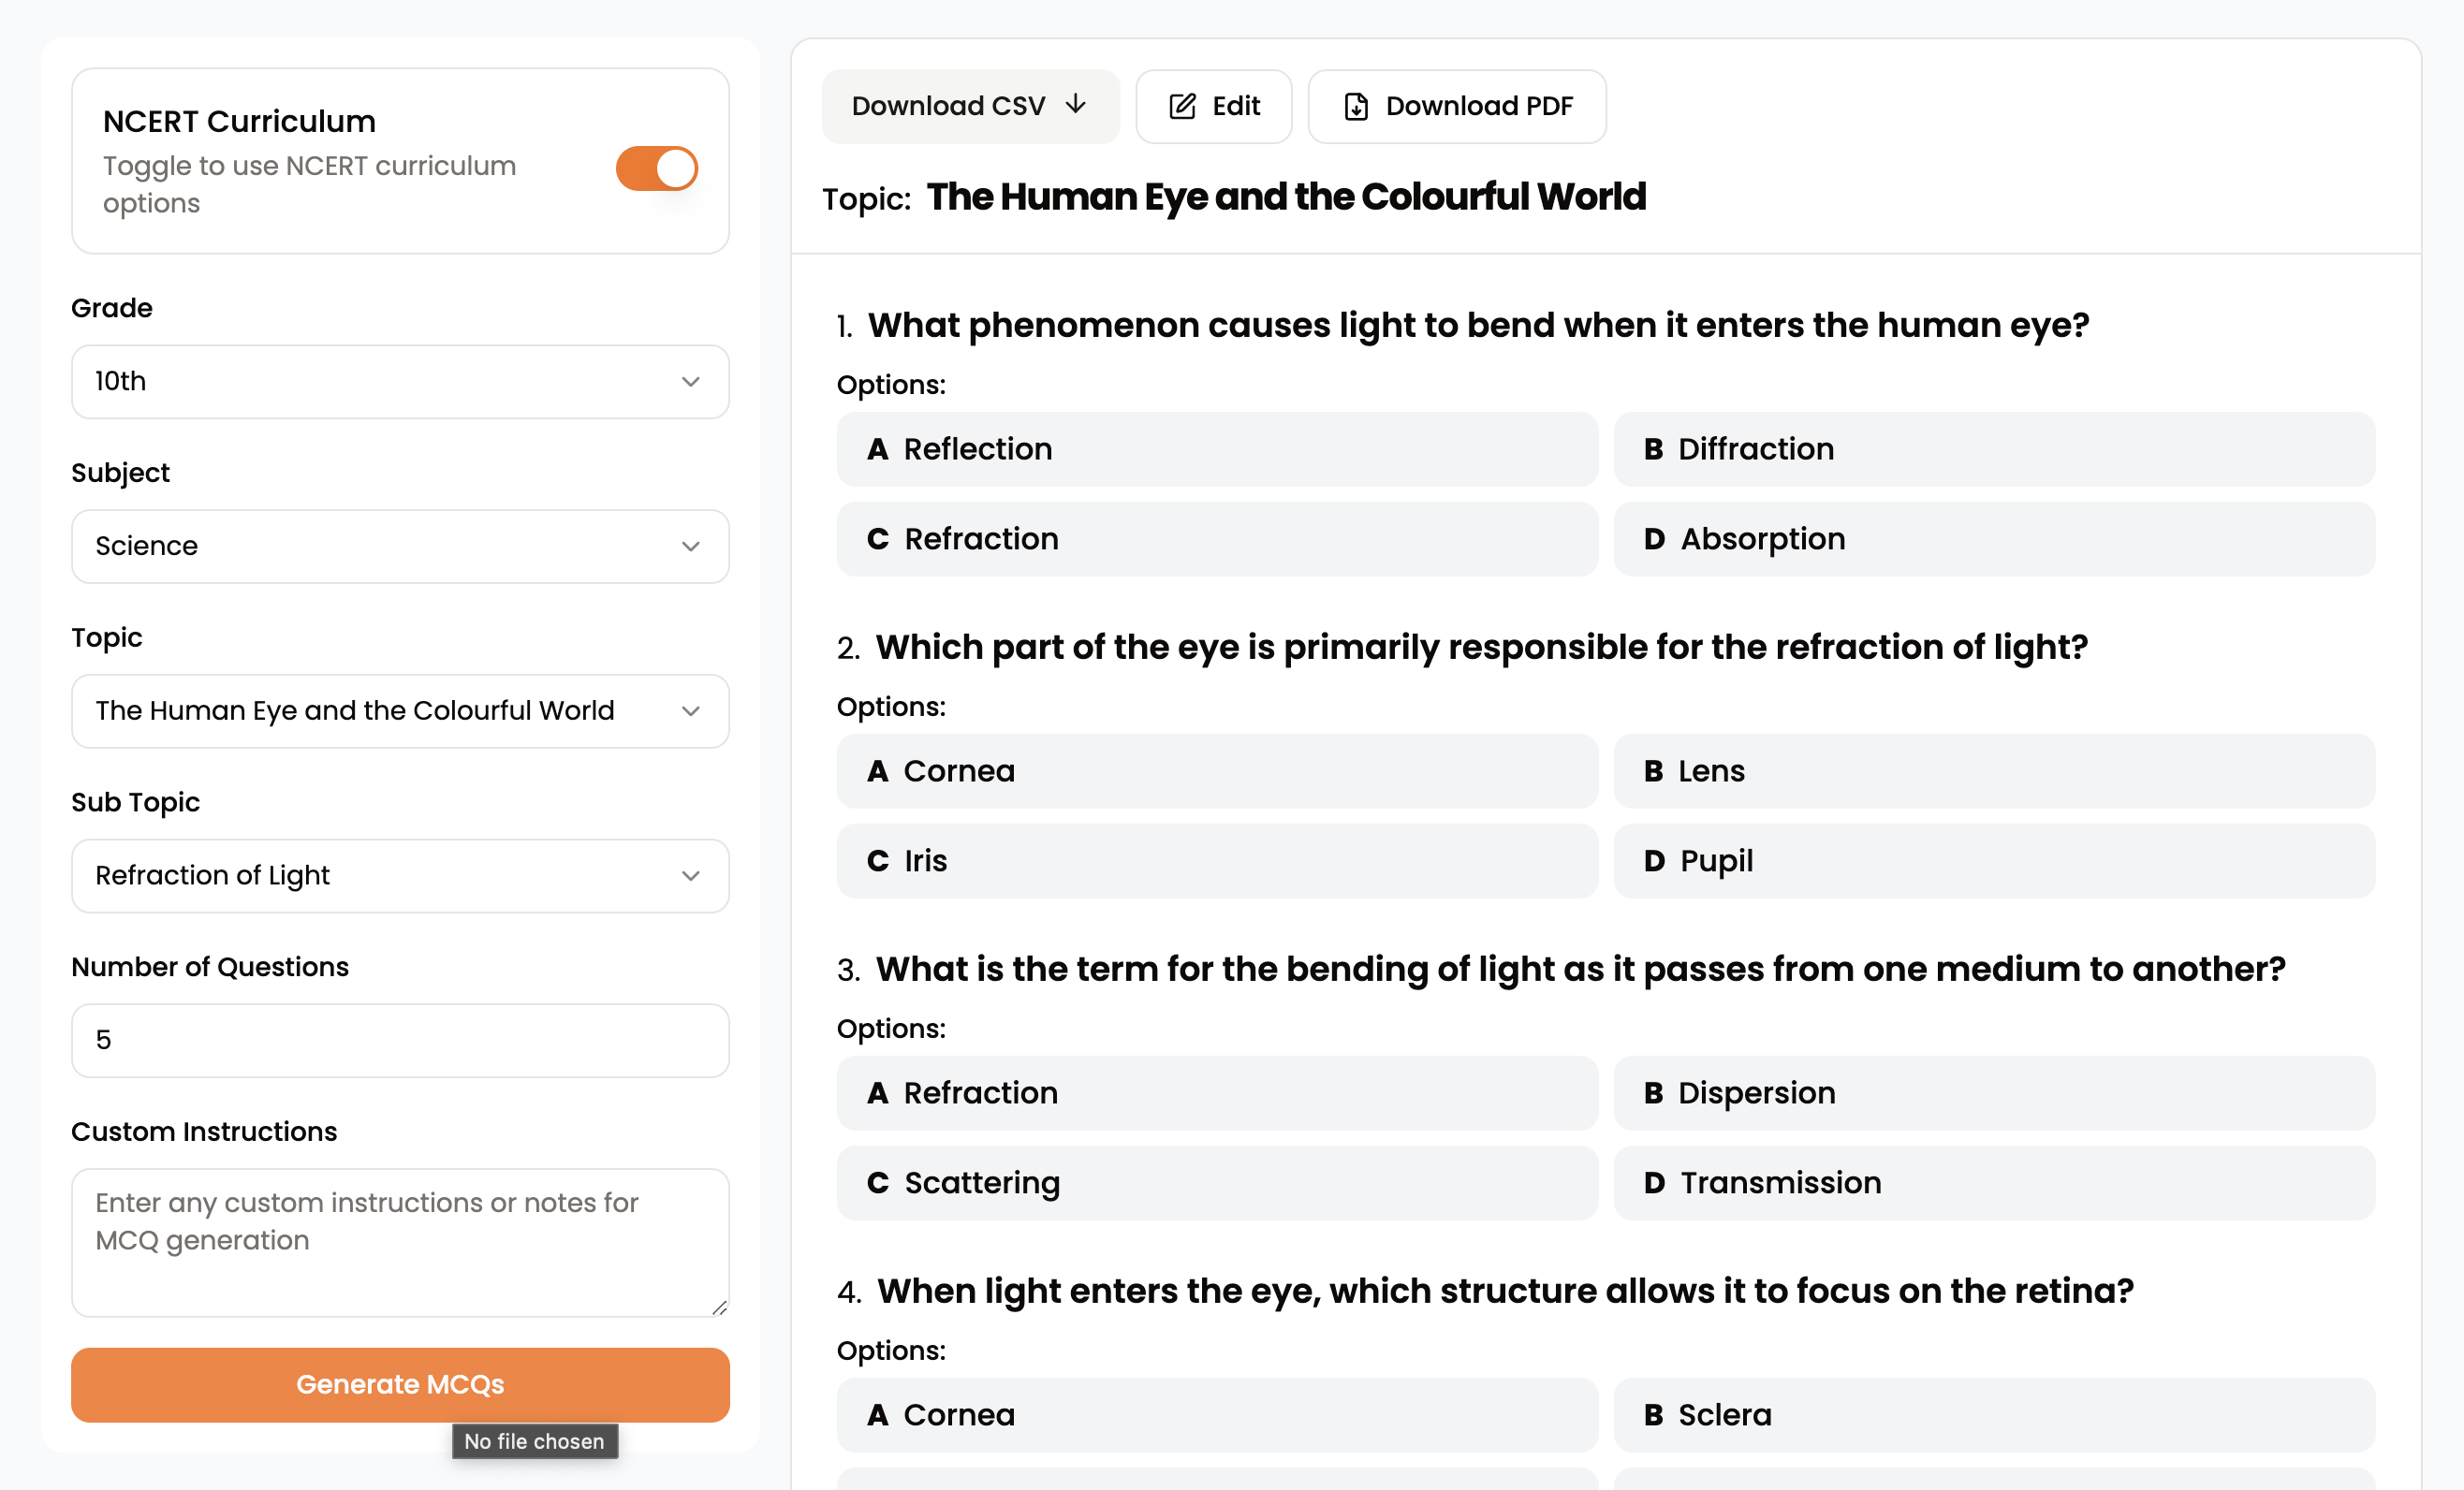 NCERT Curriculum
Toggle to use NCERT curriculum
options
Grade
10th
Subject
Science
Topic
The Human Eye and the Colourful World
Sub Topic
Refraction of Light
Number of Questions
5
Custom Instructions
Enter any custom instructions or notes for
MCQ generation
Generate MCQs
No file chosen
Download CSV
Edit
Download PDF
Topic: The Human Eye and the Colourful World
1. What phenomenon causes light to bend when it enters the human eye?
Options:
A Reflection
B Diffraction
C Refraction
D Absorption
2. Which part of the eye is primarily responsible for the refraction of light?
Options:
A Cornea
B Lens
C Iris
D Pupil
3. What is the term for the bending of light as it passes from one medium to another?
Options:
A Refraction
B Dispersion
C Scattering
D Transmission
4. When light enters the eye, which structure allows it to focus on the retina?
Options:
A Cornea
B Sclera